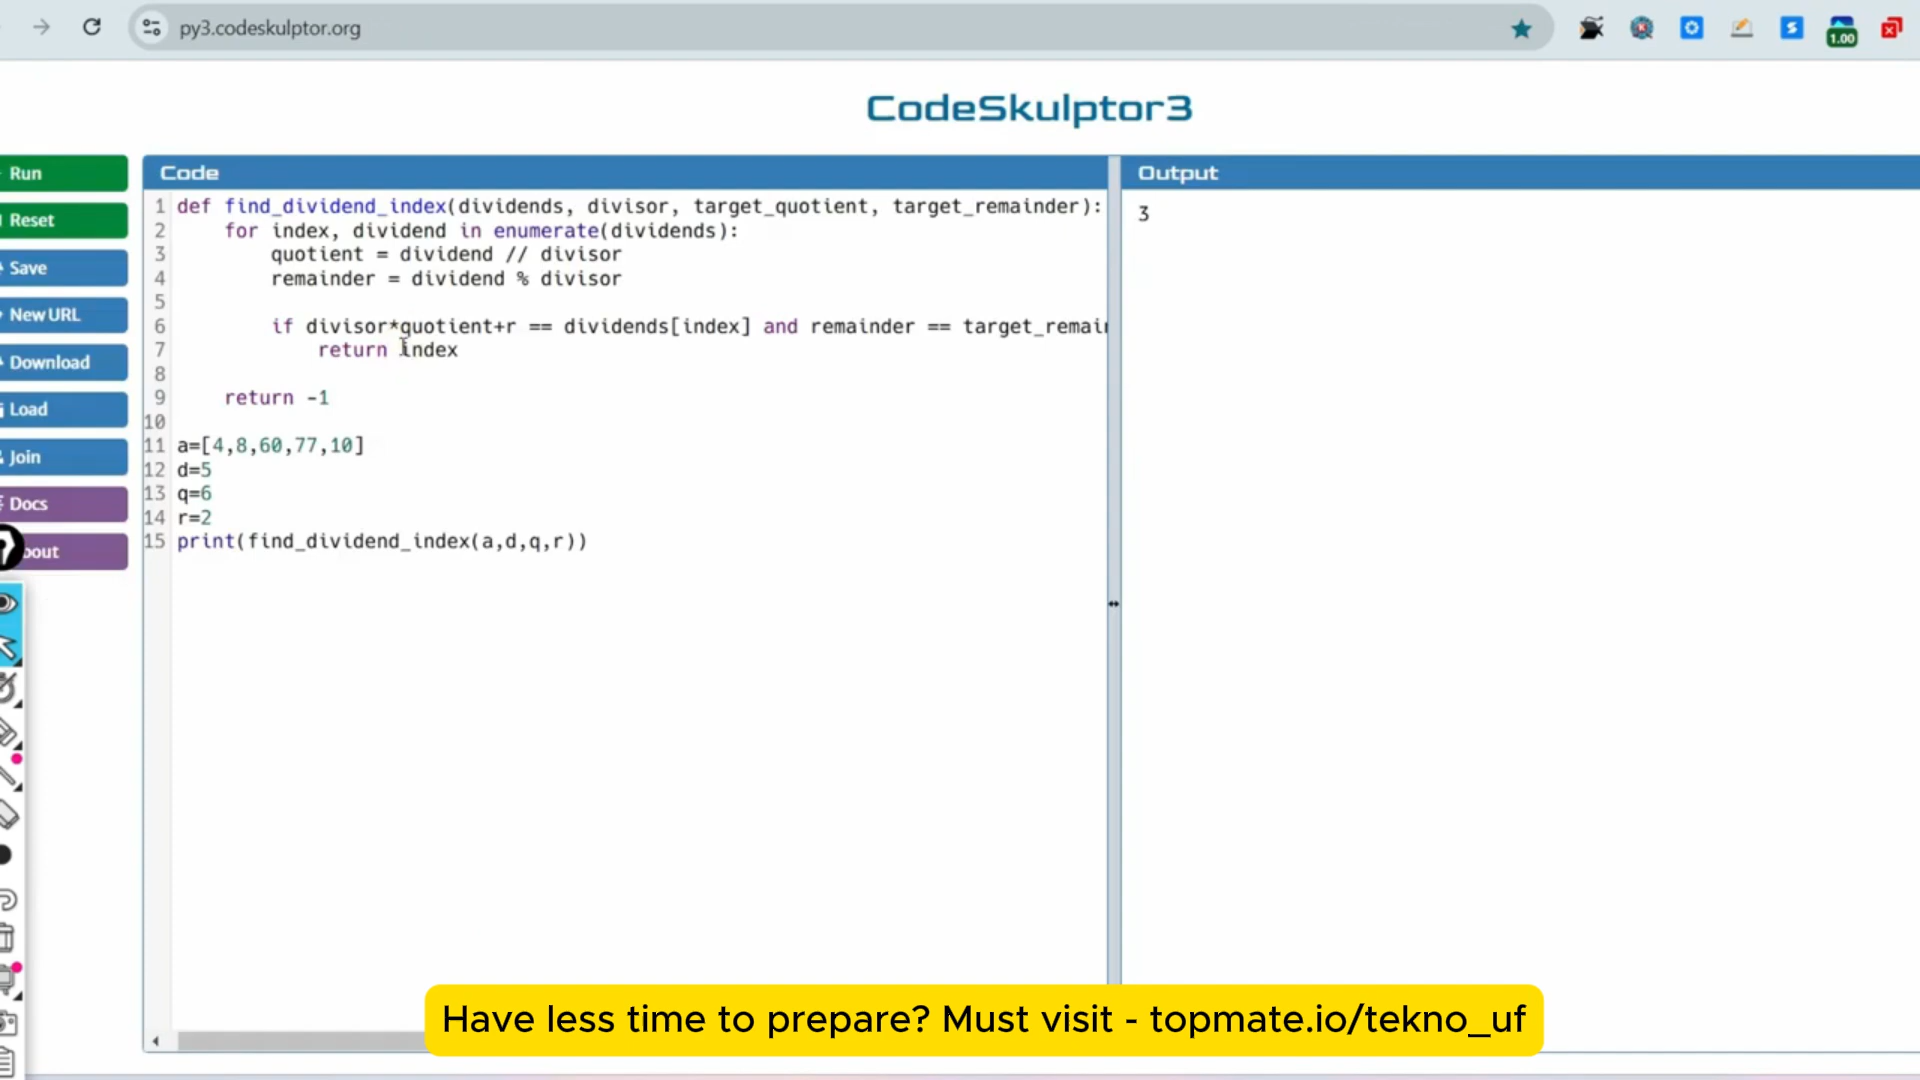 py3.codeskulptor.org
1.00
CodeSkulptor3
Run
Reset
Save
New URL
Download
Load
Join
Docs
bout
Code
1 def find_dividend_index(dividends, divisor, target_quotient, target_remainder):
2 for index, dividend in enumerate(dividends):
3 quotient = dividend // divisor
4 remainder = dividend % divisor
5
6 if divisor*quotient+r == dividends[index] and remainder == target_remain
7 return index
8
9 return -1
10
11 a=[4,8,60,77,10]
12 d=5
13 q=6
14 r=2
15 print(find_dividend_index(a,d,q,r))
Output
3
Have less time to prepare? Must visit - topmate.io/tekno_uf